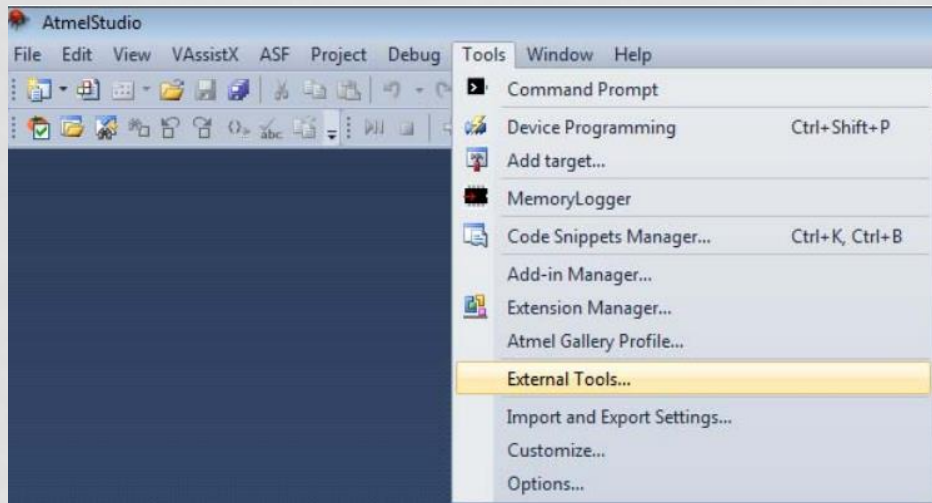 AtmelStudio
File Edit View VAssistX ASF Project Debug Tools Window Help
Command Prompt
Device Programming Ctrl+Shift+P
Add target...
MemoryLogger
Code Snippets Manager... Ctrl+K, Ctrl+B
Add-in Manager...
Extension Manager...
Atmel Gallery Profile...
External Tools...
Import and Export Settings...
Customize...
Options...